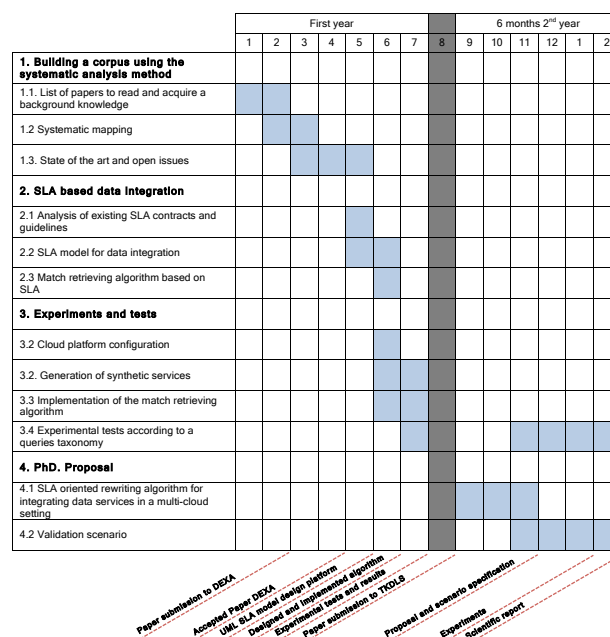 First year
6 months 2nd year
1 2 3 4 5 6 7 8 9 10 11 12 1 2
1. Building a corpus using the
systematic analysis method
1.1. List of papers to read and acquire a
background knowledge
1.2 Systematic mapping
1.3. State of the art and open issues
2. SLA based data integration
2.1 Analysis of existing SLA contracts and
guidelines
2.2 SLA model for data integration
2.3 Match retrieving algorithm based on
SLA
3. Experiments and tests
3.2 Cloud platform configuration
3.2. Generation of synthetic services
3.3 Implementation of the match retrieving
algorithm
3.4 Experimental tests according to a
queries taxonomy
4. PhD. Proposal
4.1 SLA oriented rewriting algorithm for
integrating data services in a multi-cloud
setting
4.2 Validation scenario
Paper submission to DEXA
Accepted Paper DEXA
UML SLA model design platform
Designed and implemented algorithm
Experimental tests and results
Paper submission to TKDLS
Proposal and scenario specification
Experiments
Scientific report